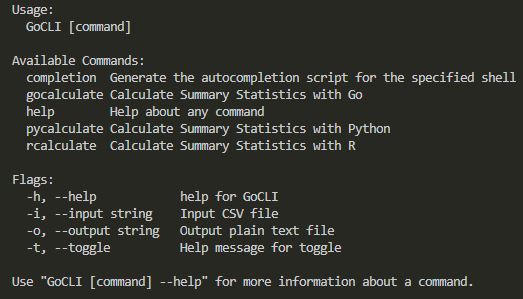 Usage:
  GoCLI [command]

Available Commands:
  completion  Generate the autocompletion script for the specified shell
  gocalculate Calculate Summary Statistics with Go
  help        Help about any command
  pycalculate Calculate Summary Statistics with Python
  rcalculate  Calculate Summary Statistics with R

Flags:
  -h, --help            help for GoCLI
  -i, --input string    Input CSV file
  -o, --output string   Output plain text file
  -t, --toggle          Help message for toggle

Use "GoCLI [command] --help" for more information about a command.